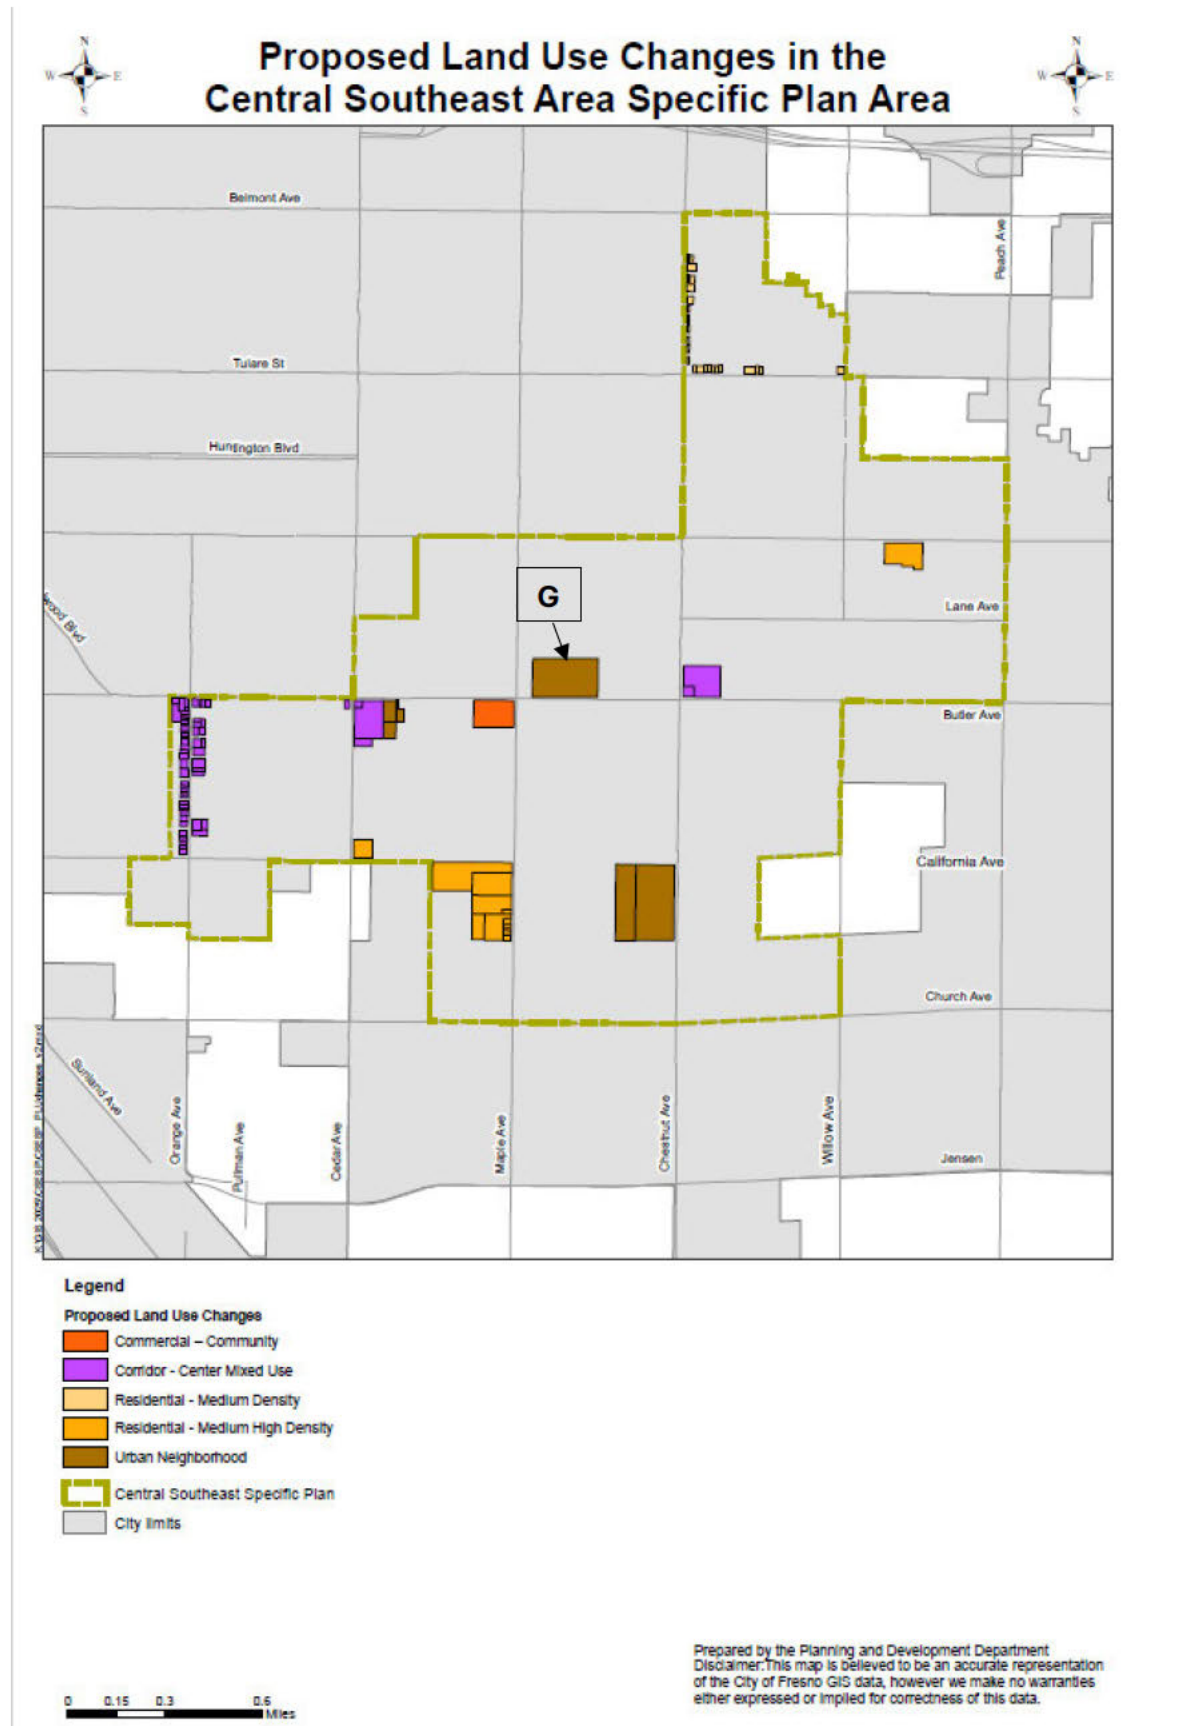 Proposed Land Use Changes in the
Central Southeast Area Specific Plan Area
N
W
E
S
N
W
E
S
Belmont Ave
Peach Ave
Tulare St
Huntington Blvd
G
Lane Ave
wood Blvd
Butler Ave
California Ave
Church Ave
Sunland Ave
Orange Ave
Pullman Ave
Cedar Ave
Maple Ave
Chestnut Ave
Willow Ave
Jensen
Legend
Proposed Land Use Changes
Commercial – Community
Corridor - Center Mixed Use
Residential - Medium Density
Residential - Medium High Density
Urban Neighborhood
Central Southeast Specific Plan
City limits
Prepared by the Planning and Development Department
Disclaimer:This map is believed to be an accurate representation
of the City of Fresno GIS data, however we make no warranties
either expressed or implied for correctness of this data.
0 0.15 0.3 0.6
Miles